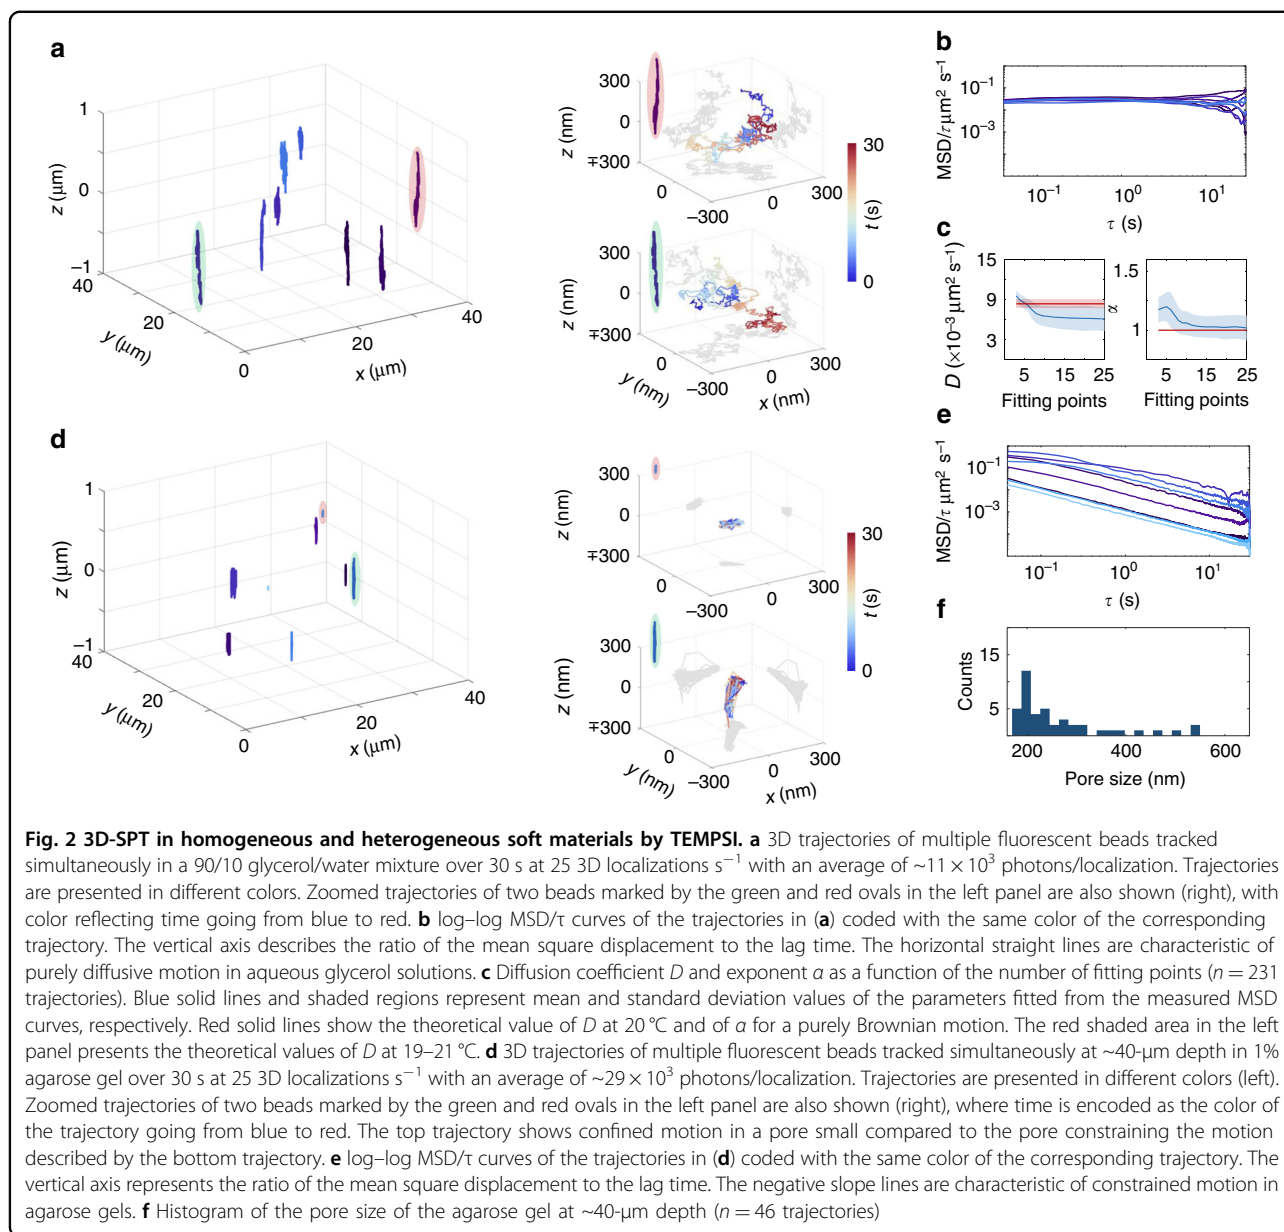 a
1
0
−1
z (μm)
40
20
0
y (μm)
x (μm)
20
40
300
0
∓300
z (nm)
0
−300
0
300
300
0
∓300
z (nm)
0
−300
0
300
y (nm)
x (nm)
30
0
t (s)
b
MSD/τμm² s⁻¹
10⁻¹
10⁻³
10⁻¹
10⁰
10¹
τ (s)
c
D (×10⁻³ μm² s⁻¹)
15
9
3
5 15 25
Fitting points
α
1.5
1
5 15 25
Fitting points
d
1
0
−1
z (μm)
40
20
0
y (μm)
x (μm)
20
40
300
0
∓300
z (nm)
0
−300
0
300
300
0
∓300
z (nm)
0
−300
0
300
y (nm)
x (nm)
30
0
t (s)
e
MSD/τ μm² s⁻¹
10⁻¹
10⁻³
10⁻¹
10⁰
10¹
τ (s)
f
Counts
15
5
200 400 600
Pore size (nm)
Fig. 2 3D-SPT in homogeneous and heterogeneous soft materials by TEMPSI. a 3D trajectories of multiple fluorescent beads tracked
simultaneously in a 90/10 glycerol/water mixture over 30 s at 25 3D localizations s⁻¹ with an average of ~11 × 10³ photons/localization. Trajectories
are presented in different colors. Zoomed trajectories of two beads marked by the green and red ovals in the left panel are also shown (right), with
color reflecting time going from blue to red. b log–log MSD/τ curves of the trajectories in (a) coded with the same color of the corresponding
trajectory. The vertical axis describes the ratio of the mean square displacement to the lag time. The horizontal straight lines are characteristic of
purely diffusive motion in aqueous glycerol solutions. c Diffusion coefficient D and exponent α as a function of the number of fitting points (n = 231
trajectories). Blue solid lines and shaded regions represent mean and standard deviation values of the parameters fitted from the measured MSD
curves, respectively. Red solid lines show the theoretical value of D at 20 °C and of α for a purely Brownian motion. The red shaded area in the left
panel presents the theoretical values of D at 19–21 °C. d 3D trajectories of multiple fluorescent beads tracked simultaneously at ~40-μm depth in 1%
agarose gel over 30 s at 25 3D localizations s⁻¹ with an average of ~29 × 10³ photons/localization. Trajectories are presented in different colors (left).
Zoomed trajectories of two beads marked by the green and red ovals in the left panel are also shown (right), where time is encoded as the color of
the trajectory going from blue to red. The top trajectory shows confined motion in a pore small compared to the pore constraining the motion
described by the bottom trajectory. e log–log MSD/τ curves of the trajectories in (d) coded with the same color of the corresponding trajectory. The
vertical axis represents the ratio of the mean square displacement to the lag time. The negative slope lines are characteristic of constrained motion in
agarose gels. f Histogram of the pore size of the agarose gel at ~40-μm depth (n = 46 trajectories)